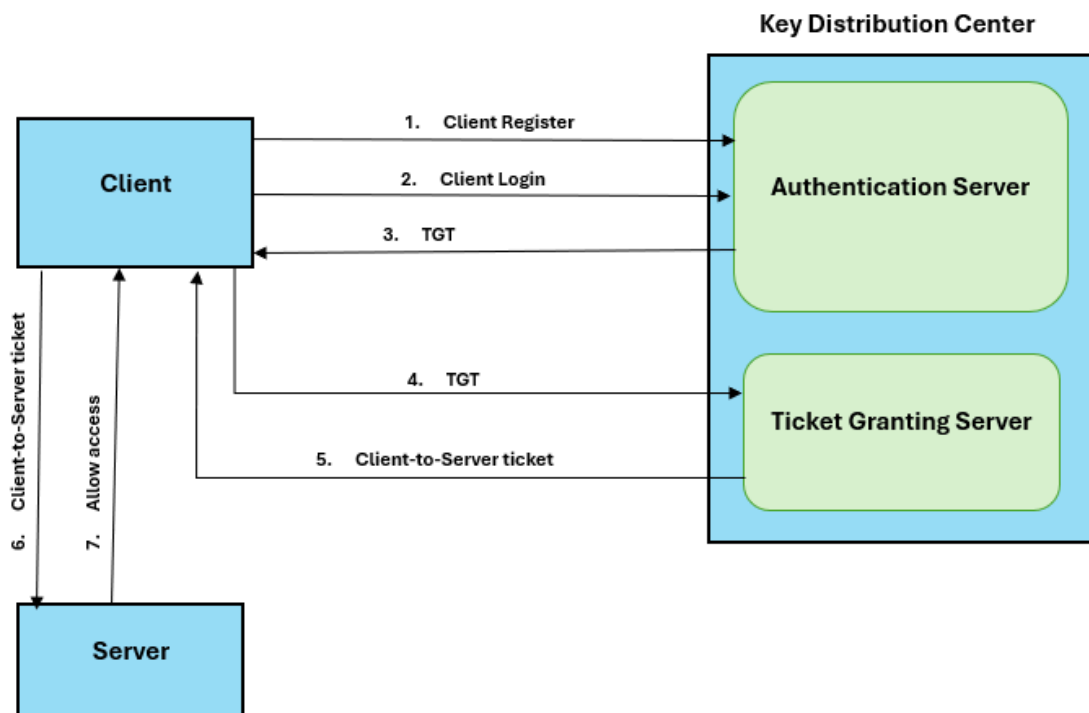 Key Distribution Center
1. Client Register
Client
2. Client Login
Authentication Server
3. TGT
4. TGT
Ticket Granting Server
5. Client-to-Server ticket
6. Client-to-Server ticket
7. Allow access
Server